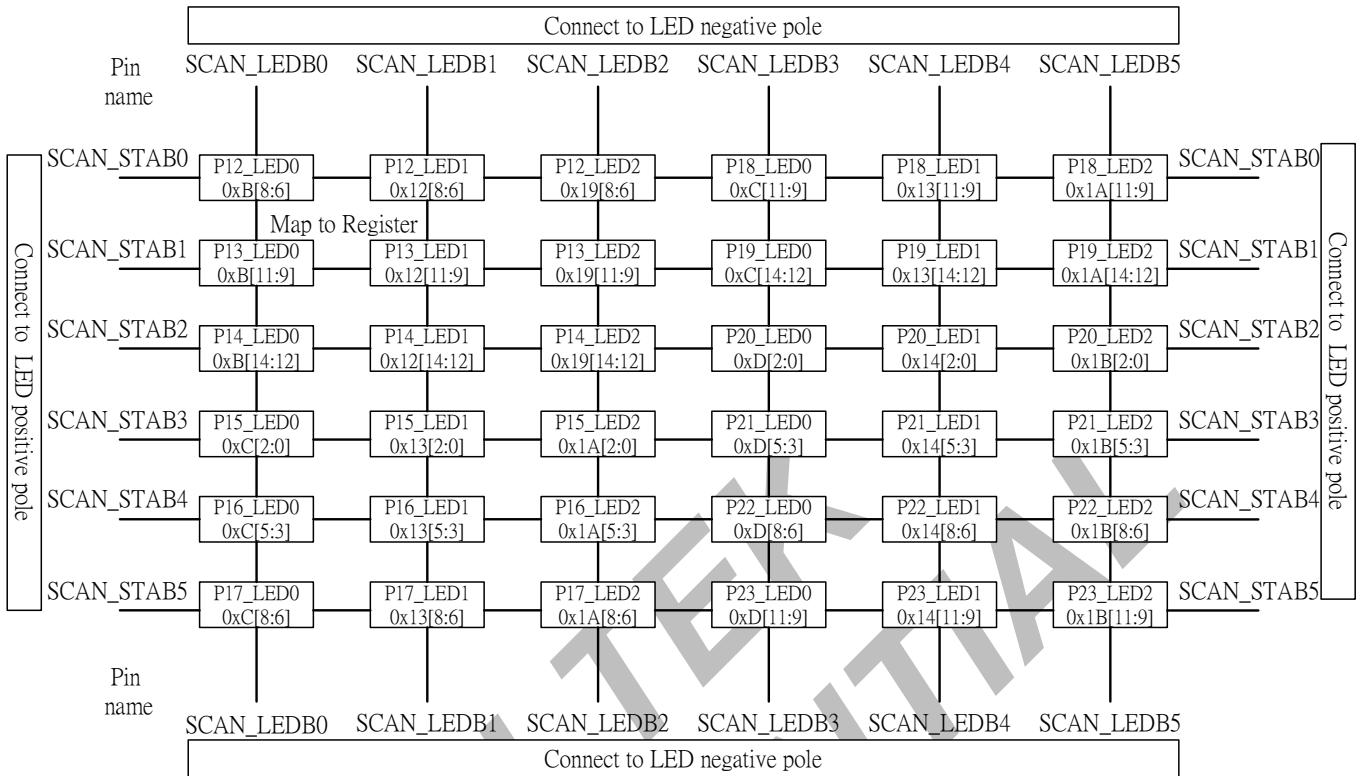 Connect to LED negative pole
Pin name SCAN_LEDB0 SCAN_LEDB1 SCAN_LEDB2 SCAN_LEDB3 SCAN_LEDB4 SCAN_LEDB5
SCAN_STAB0 P12_LED0 P12_LED1 P12_LED2 P18_LED0 P18_LED1 P18_LED2 SCAN_STAB0
0xB[8:6] 0x12[8:6] 0x19[8:6] 0xC[11:9] 0x13[11:9] 0x1A[11:9]
Map to Register
SCAN_STAB1 P13_LED0 P13_LED1 P13_LED2 P19_LED0 P19_LED1 P19_LED2 SCAN_STAB1
0xB[11:9] 0x12[11:9] 0x19[11:9] 0xC[14:12] 0x13[14:12] 0x1A[14:12]
Connect to LED positive pole
Connect to LED positive pole
SCAN_STAB2 P14_LED0 P14_LED1 P14_LED2 P20_LED0 P20_LED1 P20_LED2 SCAN_STAB2
0xB[14:12] 0x12[14:12] 0x19[14:12] 0xD[2:0] 0x14[2:0] 0x1B[2:0]
SCAN_STAB3 P15_LED0 P15_LED1 P15_LED2 P21_LED0 P21_LED1 P21_LED2 SCAN_STAB3
0xC[2:0] 0x13[2:0] 0x1A[2:0] 0xD[5:3] 0x14[5:3] 0x1B[5:3]
SCAN_STAB4 P16_LED0 P16_LED1 P16_LED2 P22_LED0 P22_LED1 P22_LED2 SCAN_STAB4
0xC[5:3] 0x13[5:3] 0x1A[5:3] 0xD[8:6] 0x14[8:6] 0x1B[8:6]
SCAN_STAB5 P17_LED0 P17_LED1 P17_LED2 P23_LED0 P23_LED1 P23_LED2 SCAN_STAB5
0xC[8:6] 0x13[8:6] 0x1A[8:6] 0xD[11:9] 0x14[11:9] 0x1B[11:9]
Pin name
SCAN_LEDB0 SCAN_LEDB1 SCAN_LEDB2 SCAN_LEDB3 SCAN_LEDB4 SCAN_LEDB5
Connect to LED negative pole